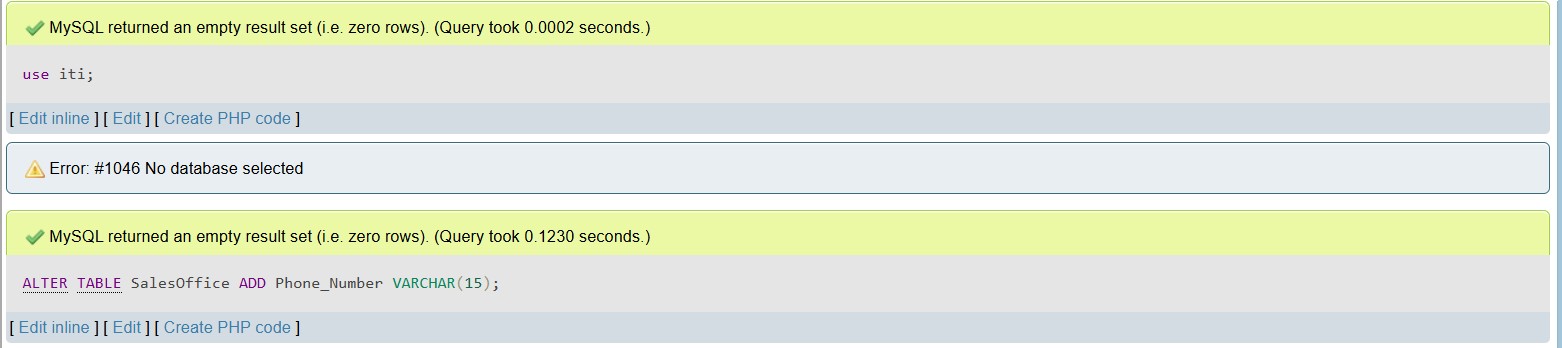 MySQL returned an empty result set (i.e. zero rows). (Query took 0.0002 seconds.)
use iti;
[ Edit inline ] [ Edit ] [ Create PHP code ]
Error: #1046 No database selected
MySQL returned an empty result set (i.e. zero rows). (Query took 0.1230 seconds.)
ALTER TABLE SalesOffice ADD Phone_Number VARCHAR(15);
[ Edit inline ] [ Edit ] [ Create PHP code ]